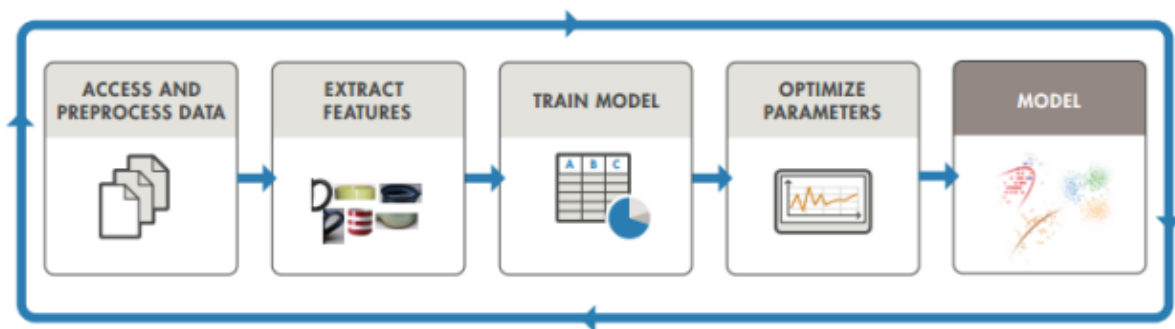 ACCESS AND
PREPROCESS DATA
EXTRACT
FEATURES
TRAIN MODEL
A B C
OPTIMIZE
PARAMETERS
MODEL